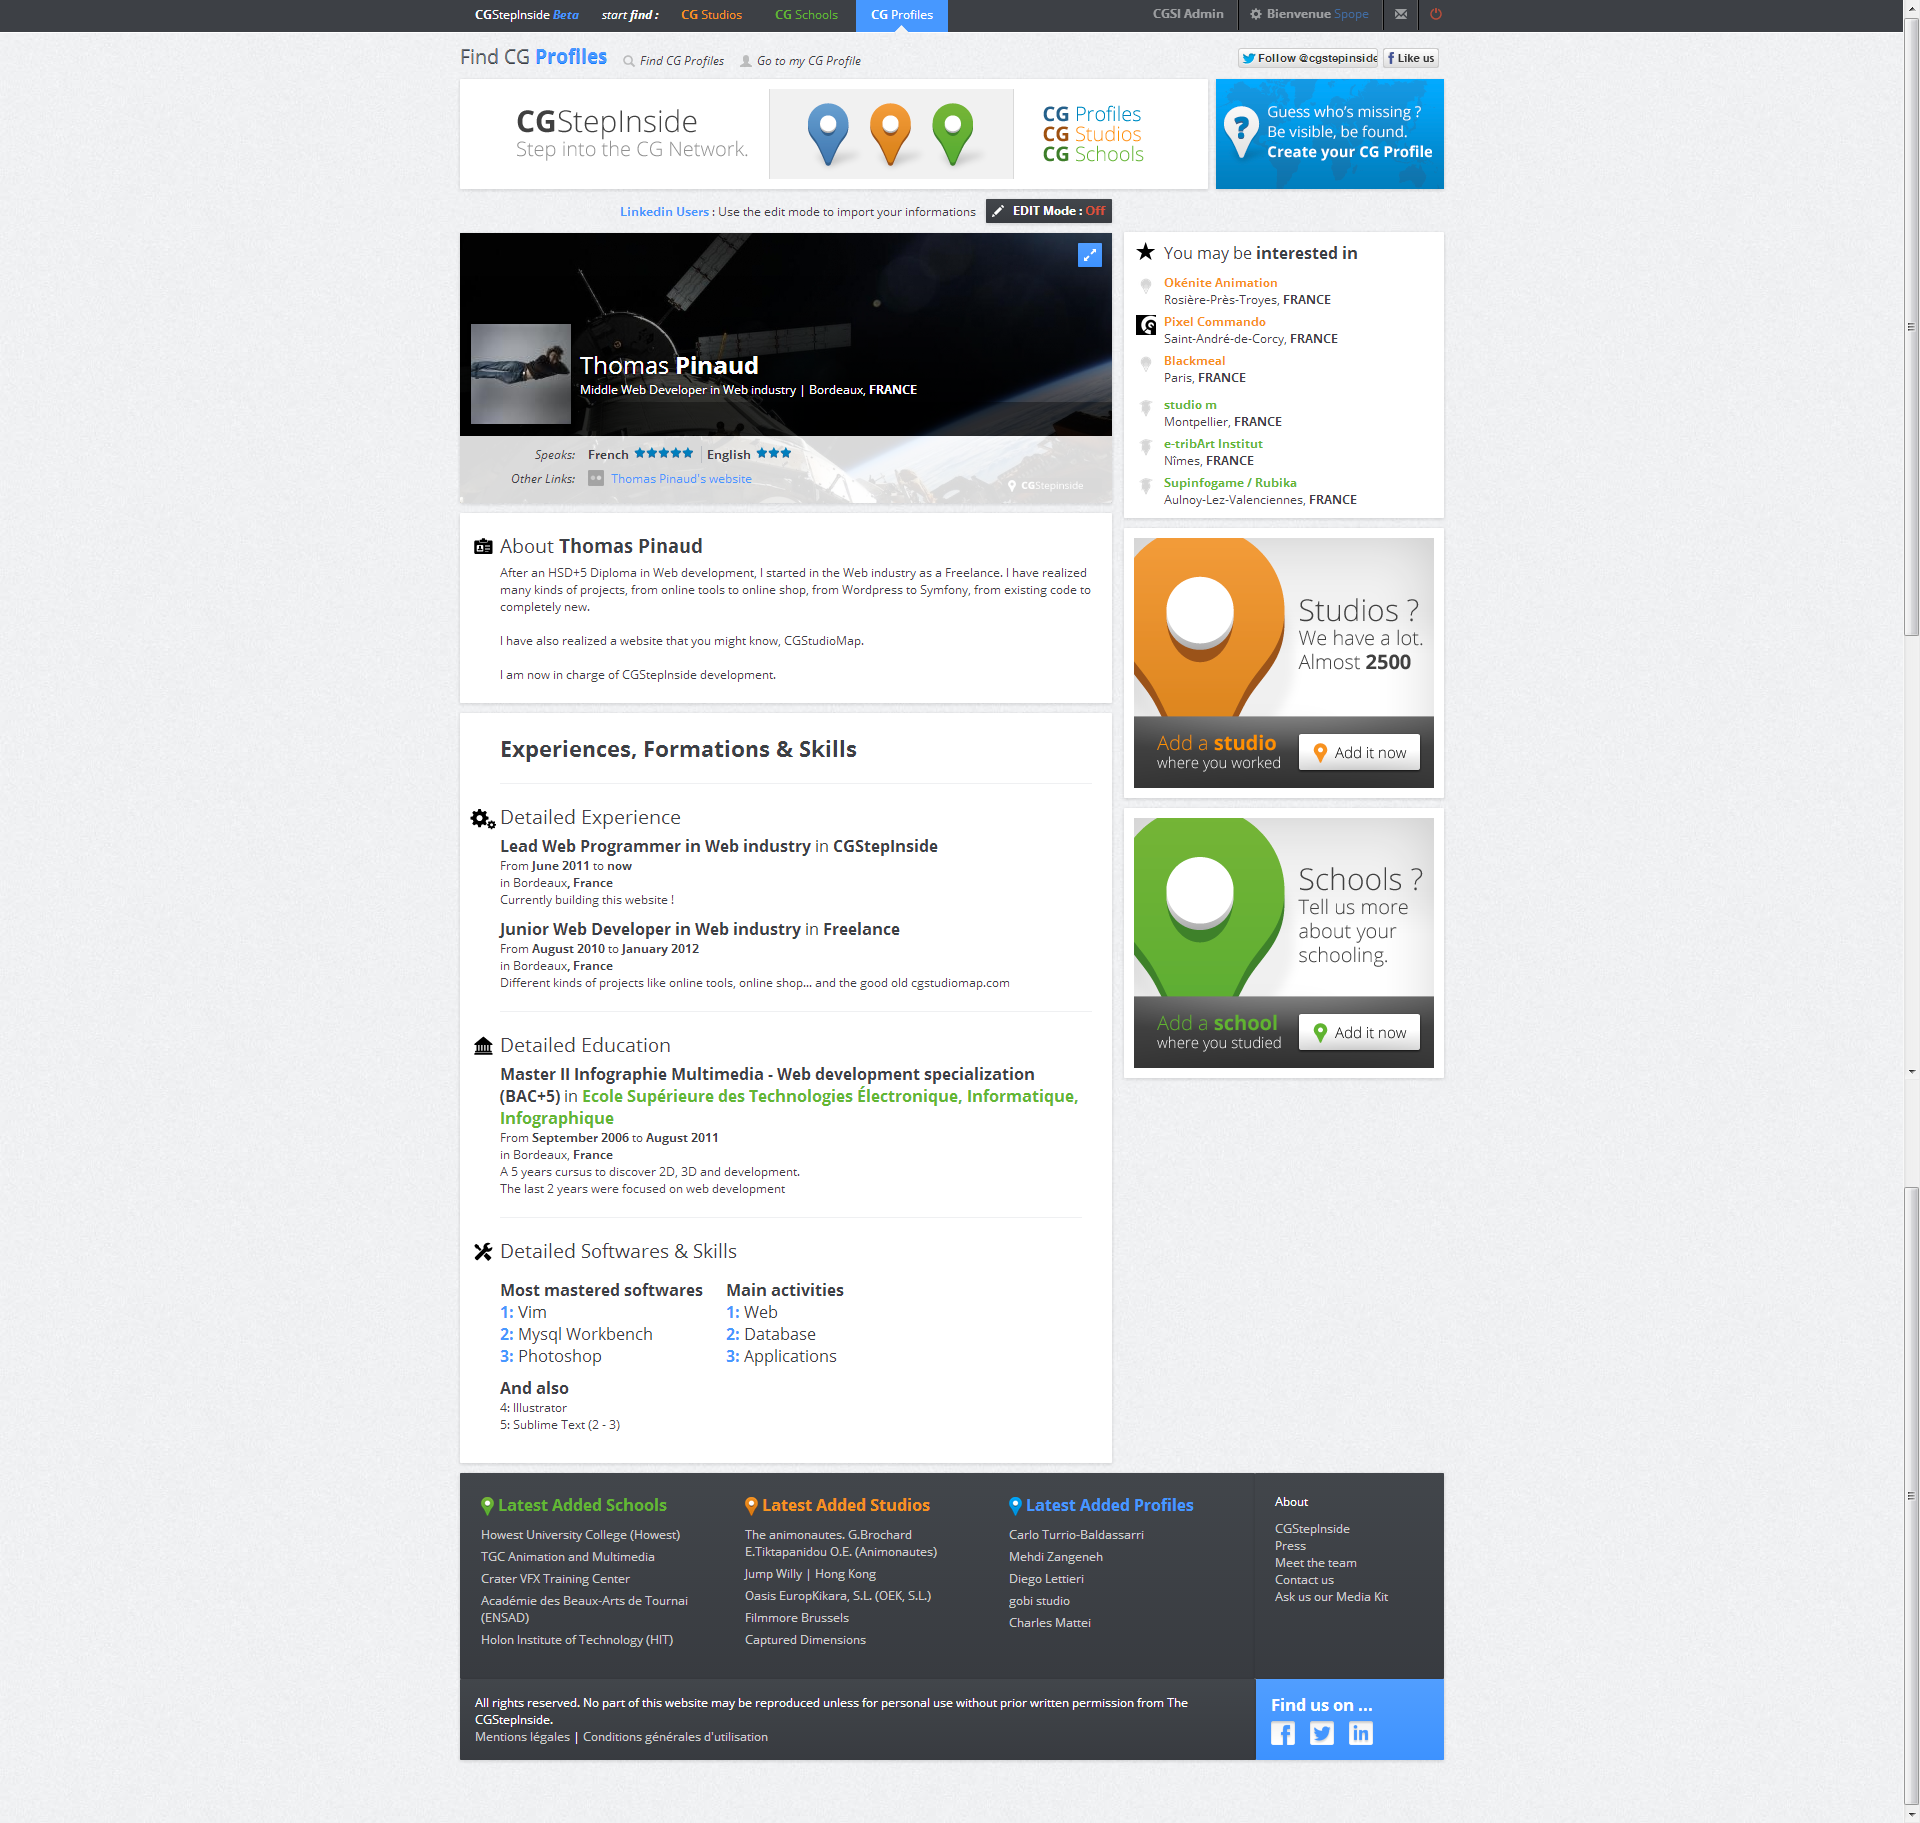 CGStepInside Beta start find : CG Studios CG Schools CG Profiles CGSI Admin Bienvenue Spope
Find CG Profiles Find CG Profiles Go to my CG Profile Follow @cgstepinside Like us
CGStepInside
Step into the CG Network.
CG Profiles
CG Studios
CG Schools
Guess who's missing ?
Be visible, be found.
Create your CG Profile
Linkedin Users : Use the edit mode to import your informations EDIT Mode : Off
Thomas Pinaud
Middle Web Developer in Web industry | Bordeaux, FRANCE
Speaks: French English
Other Links: Thomas Pinaud's website
CGStepinside
You may be interested in
Okénite Animation
Rosière-Près-Troyes, FRANCE
Pixel Commando
Saint-André-de-Corcy, FRANCE
Blackmeal
Paris, FRANCE
studio m
Montpellier, FRANCE
e-tribArt Institut
Nîmes, FRANCE
Supinfogame / Rubika
Aulnoy-Lez-Valenciennes, FRANCE
About Thomas Pinaud
After an HSD+5 Diploma in Web development, I started in the Web industry as a Freelance. I have realized
many kinds of projects, from online tools to online shop, from Wordpress to Symfony, from existing code to
completely new.
I have also realized a website that you might know, CGStudioMap.
I am now in charge of CGStepInside development.
Studios ?
We have a lot.
Almost 2500
Add a studio
where you worked
Add it now
Schools ?
Tell us more
about your
schooling.
Add a school
where you studied
Add it now
Experiences, Formations & Skills
Detailed Experience
Lead Web Programmer in Web industry in CGStepInside
From June 2011 to now
in Bordeaux, France
Currently building this website !
Junior Web Developer in Web industry in Freelance
From August 2010 to January 2012
in Bordeaux, France
Different kinds of projects like online tools, online shop... and the good old cgstudiomap.com
Detailed Education
Master II Infographie Multimedia - Web development specialization
(BAC+5) in Ecole Supérieure des Technologies Électronique, Informatique,
Infographique
From September 2006 to August 2011
in Bordeaux, France
A 5 years cursus to discover 2D, 3D and development.
The last 2 years were focused on web development
Detailed Softwares & Skills
Most mastered softwares
1: Vim
2: Mysql Workbench
3: Photoshop
Main activities
1: Web
2: Database
3: Applications
And also
4: Illustrator
5: Sublime Text (2 - 3)
Latest Added Schools
Howest University College (Howest)
TGC Animation and Multimedia
Crater VFX Training Center
Académie des Beaux-Arts de Tournai
(ENSAD)
Holon Institute of Technology (HIT)
Latest Added Studios
The animonautes. G.Brochard
E.Tiktapanidou O.E. (Animonautes)
Jump Willy | Hong Kong
Oasis EuropKikara, S.L. (OEK, S.L.)
Filmmore Brussels
Captured Dimensions
Latest Added Profiles
Carlo Turrio-Baldassarri
Mehdi Zangeneh
Diego Lettieri
gobi studio
Charles Mattei
About
CGStepInside
Press
Meet the team
Contact us
Ask us our Media Kit
All rights reserved. No part of this website may be reproduced unless for personal use without prior written permission from The
CGStepInside.
Mentions légales | Conditions générales d'utilisation
Find us on ...